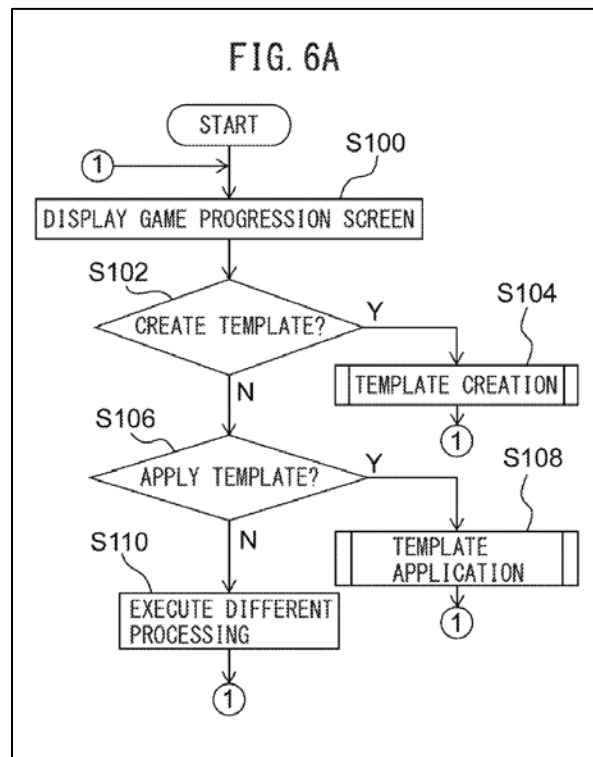 FIG. 6A
START
1
S100
DISPLAY GAME PROGRESSION SCREEN
S102
CREATE TEMPLATE?
Y
S104
TEMPLATE CREATION
1
N
S106
APPLY TEMPLATE?
Y
S108
TEMPLATE
APPLICATION
1
N
S110
EXECUTE DIFFERENT
PROCESSING
1